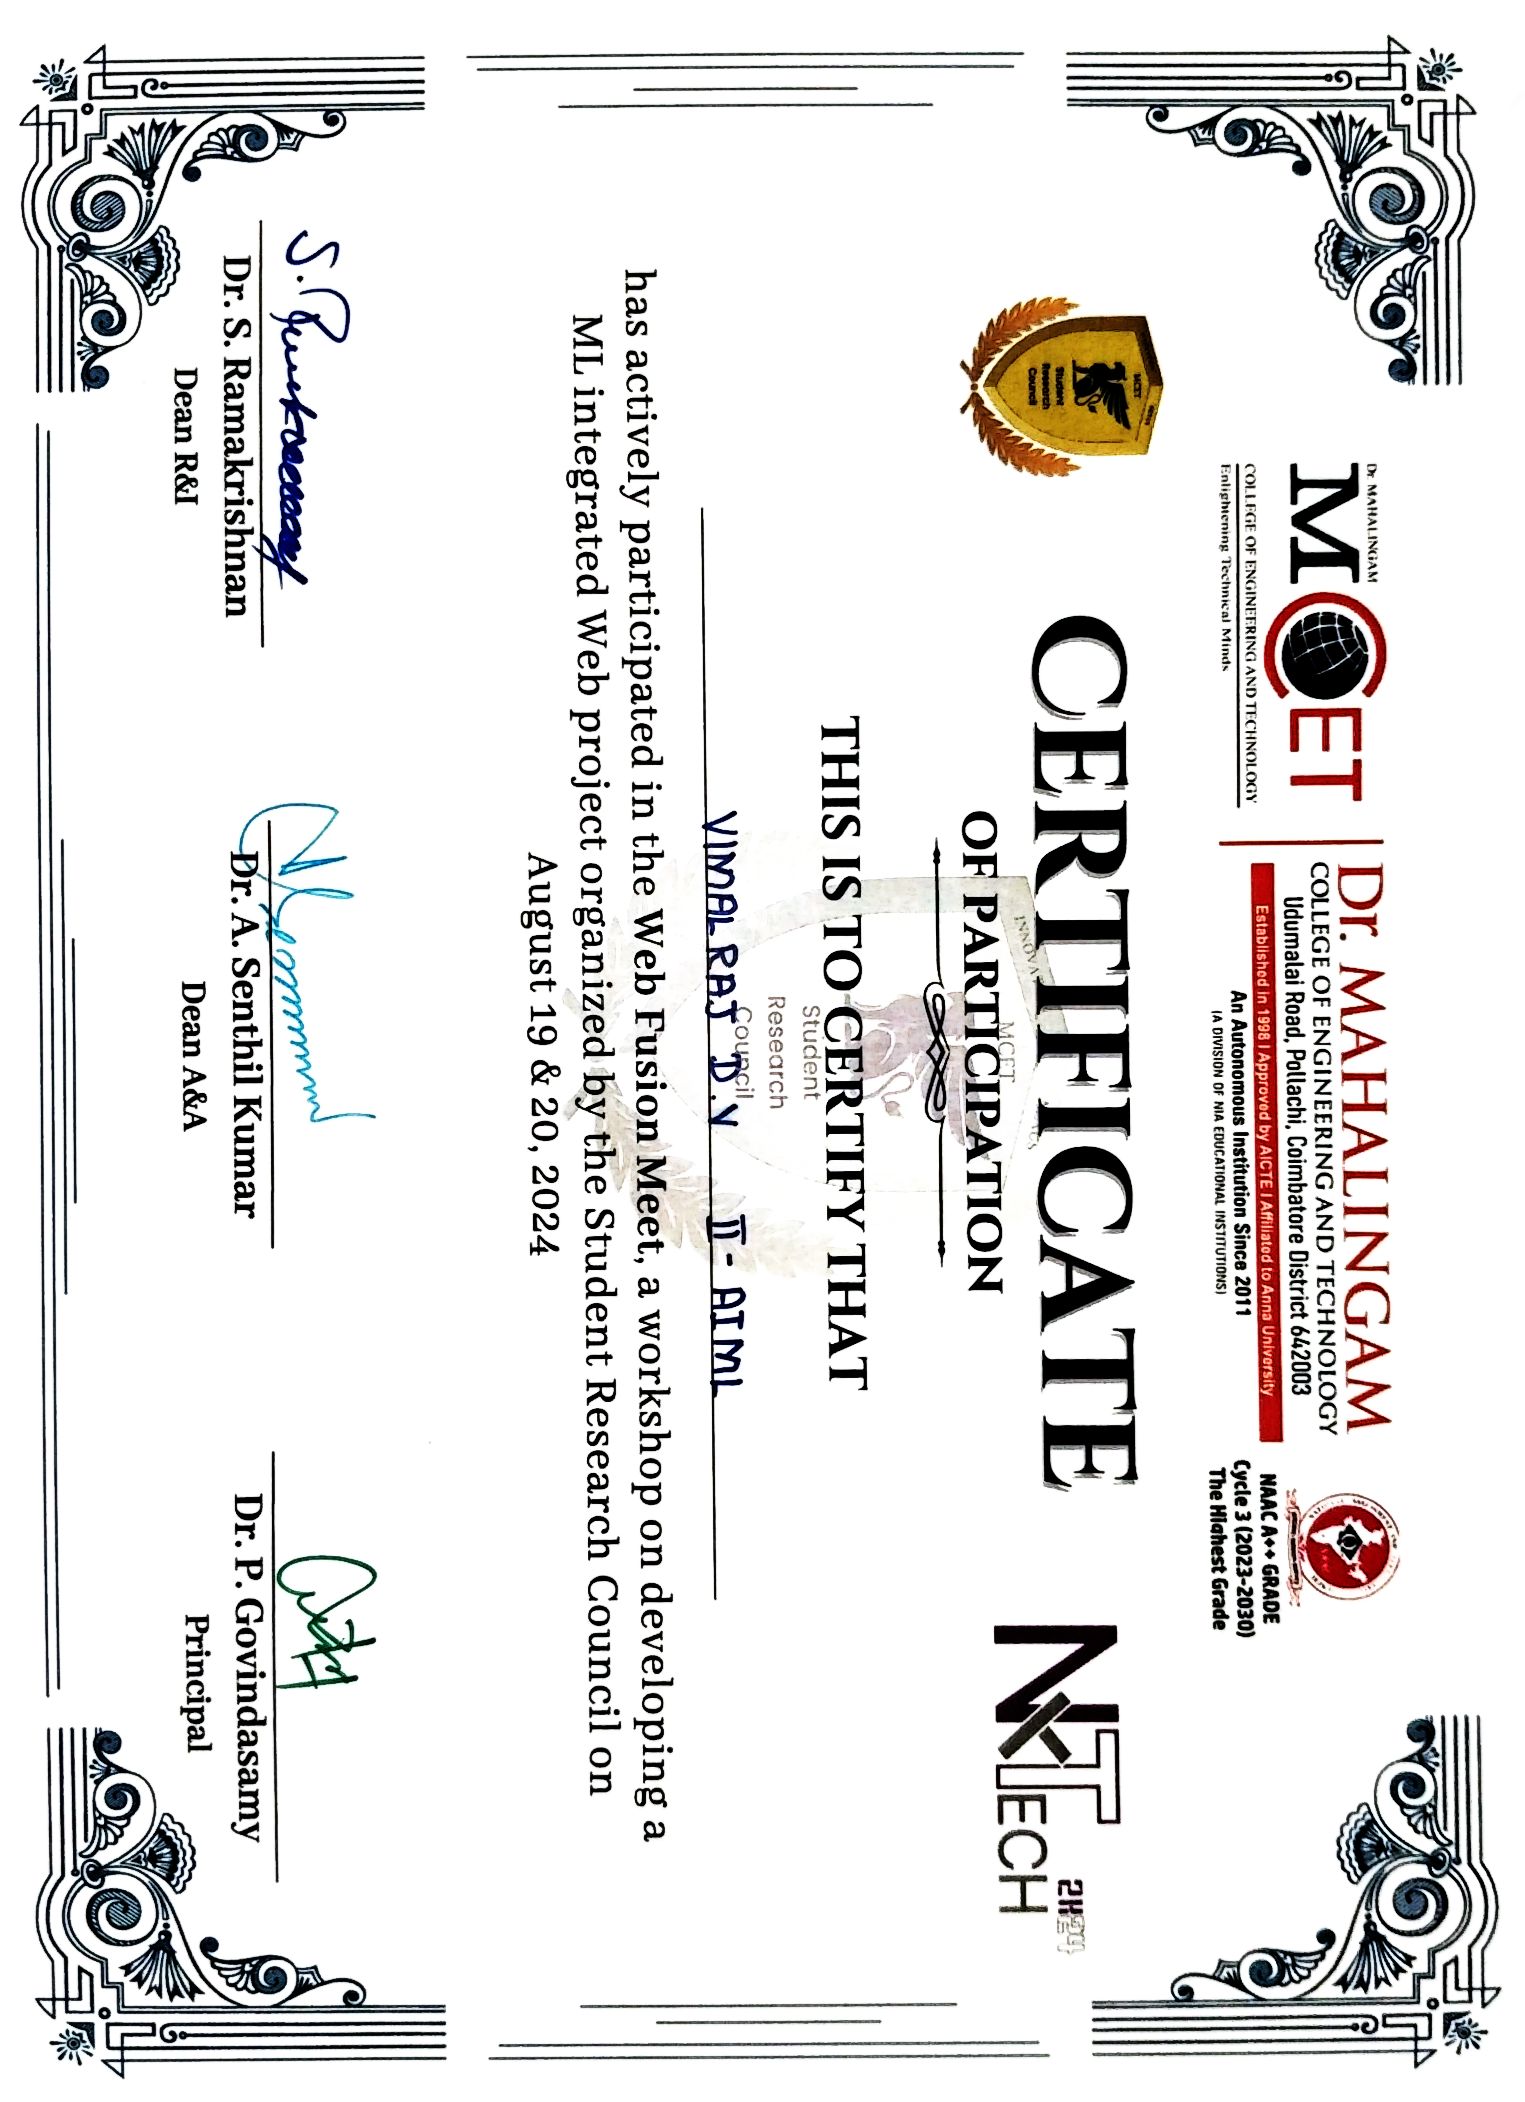 Dr. MAHALINGAM
MCET
COLLEGE OF ENGINEERING AND TECHNOLOGY
Enlightening Technical Minds
Dr. MAHALINGAM
COLLEGE OF ENGINEERING AND TECHNOLOGY
Udumalai Road, Pollachi, Coimbatore District 642003
Established in 1998 | Approved by AICTE | Affiliated to Anna University
An Autonomous Institution Since 2011
(A DIVISION OF NIA EDUCATIONAL INSTITUTIONS)
NAAC A++ GRADE
Cycle 3 (2023-2030)
The Highest Grade
MCET
Student
Research
Council
CERTIFICATE
OF PARTICIPATION
NxTech 2K24
MCET
THIS IS TO CERTIFY THAT
Student
Research
Council
VIMALRAJ D.V II - AIML
has actively participated in the Web Fusion Meet, a workshop on developing a
ML integrated Web project organized by the Student Research Council on
August 19 & 20, 2024
Dr. S. Ramakrishnan
Dean R&I
Dr. A. Senthil Kumar
Dean A&A
Dr. P. Govindasamy
Principal